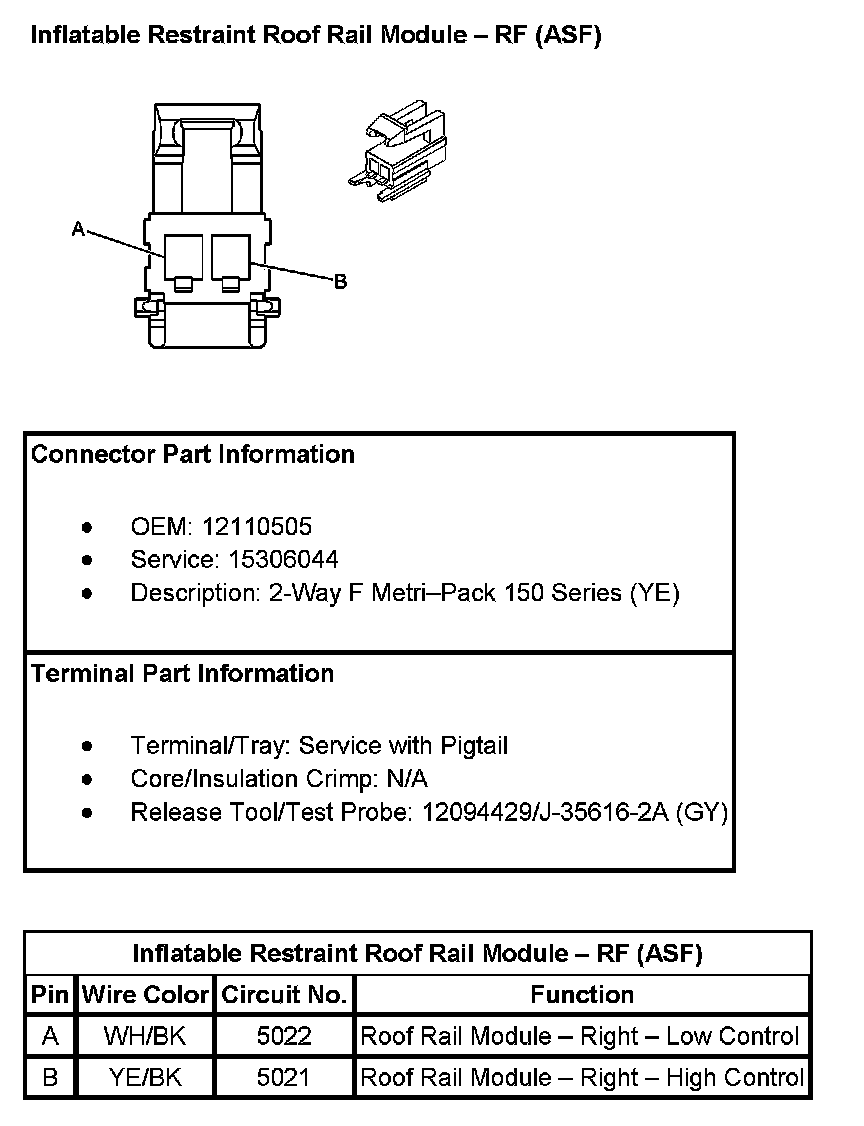 Inflatable Restraint Roof Rail Module – RF (ASF)
A
B
Connector Part Information
● OEM: 12110505
● Service: 15306044
● Description: 2-Way F Metri–Pack 150 Series (YE)
Terminal Part Information
● Terminal/Tray: Service with Pigtail
● Core/Insulation Crimp: N/A
● Release Tool/Test Probe: 12094429/J-35616-2A (GY)
Inflatable Restraint Roof Rail Module – RF (ASF)
Pin Wire Color Circuit No. Function
A WH/BK 5022 Roof Rail Module – Right – Low Control
B YE/BK 5021 Roof Rail Module – Right – High Control